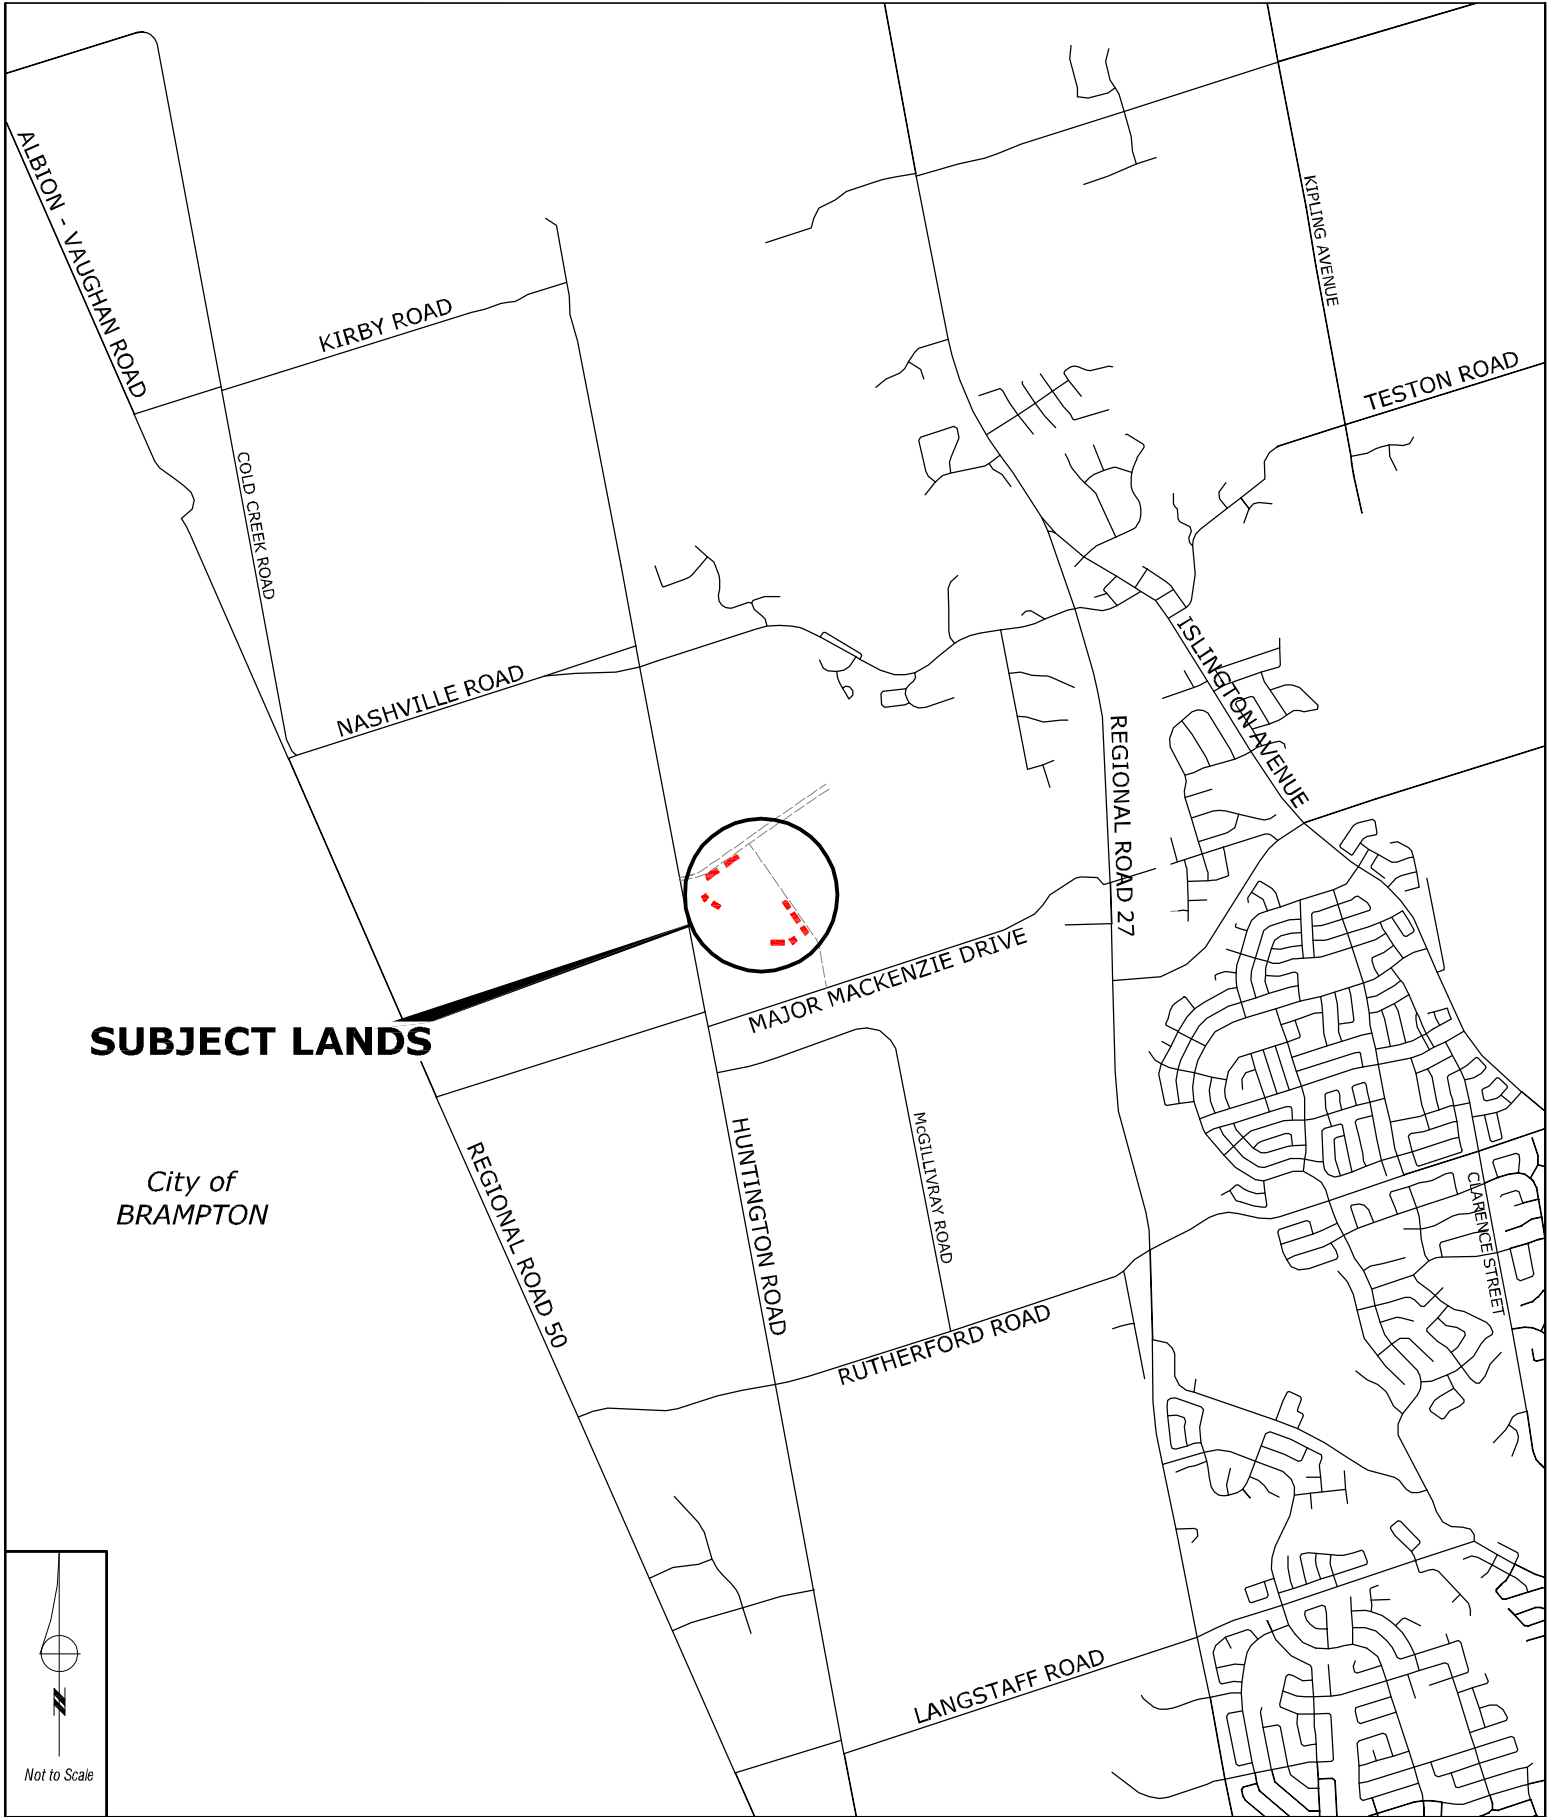 ALBION - VAUGHAN ROAD
KIPLING AVENUE
KIRBY ROAD
TESTON ROAD
COLD CREEK ROAD
NASHVILLE ROAD
ISLINGTON AVENUE
REGIONAL ROAD 27
MAJOR MACKENZIE DRIVE
SUBJECT LANDS
McGILLIVRAY ROAD
HUNTINGTON ROAD
REGIONAL ROAD 50
City of
BRAMPTON
CLARENCE STREET
RUTHERFORD ROAD
LANGSTAFF ROAD
N
Not to Scale